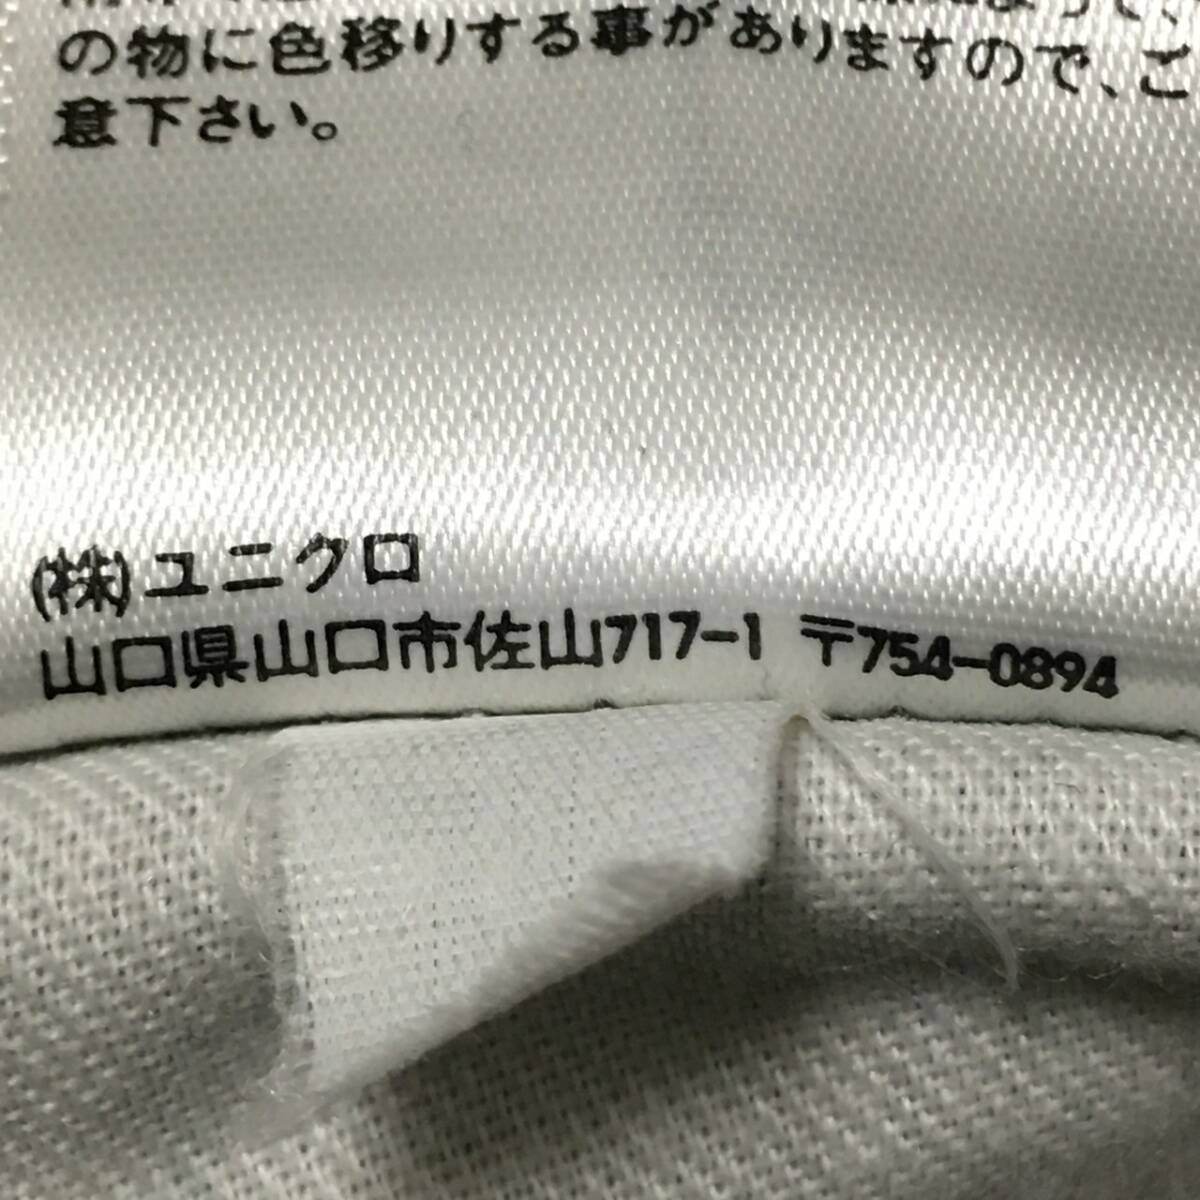 の物に色移りする事がありますので、ご
意下さい。
(株)ユニクロ
山口県山口市佐山717-1 〒754-0894